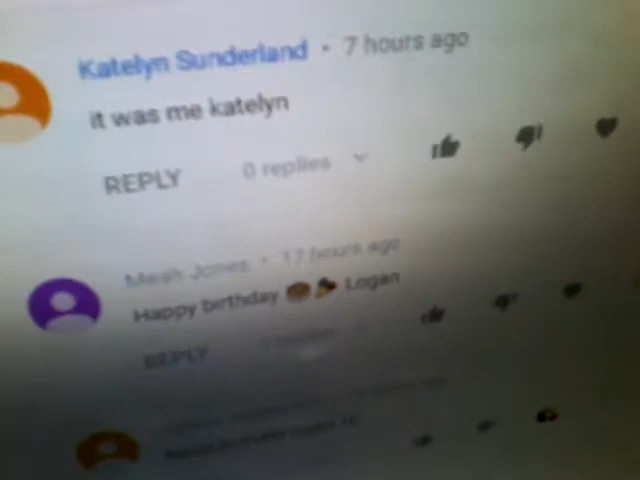 Katelyn Sunderland • 7 hours ago
it was me katelyn
REPLY 0 replies
Meah Jones • 17 hours ago
Happy birthday 🎂🎉 Logan
REPLY